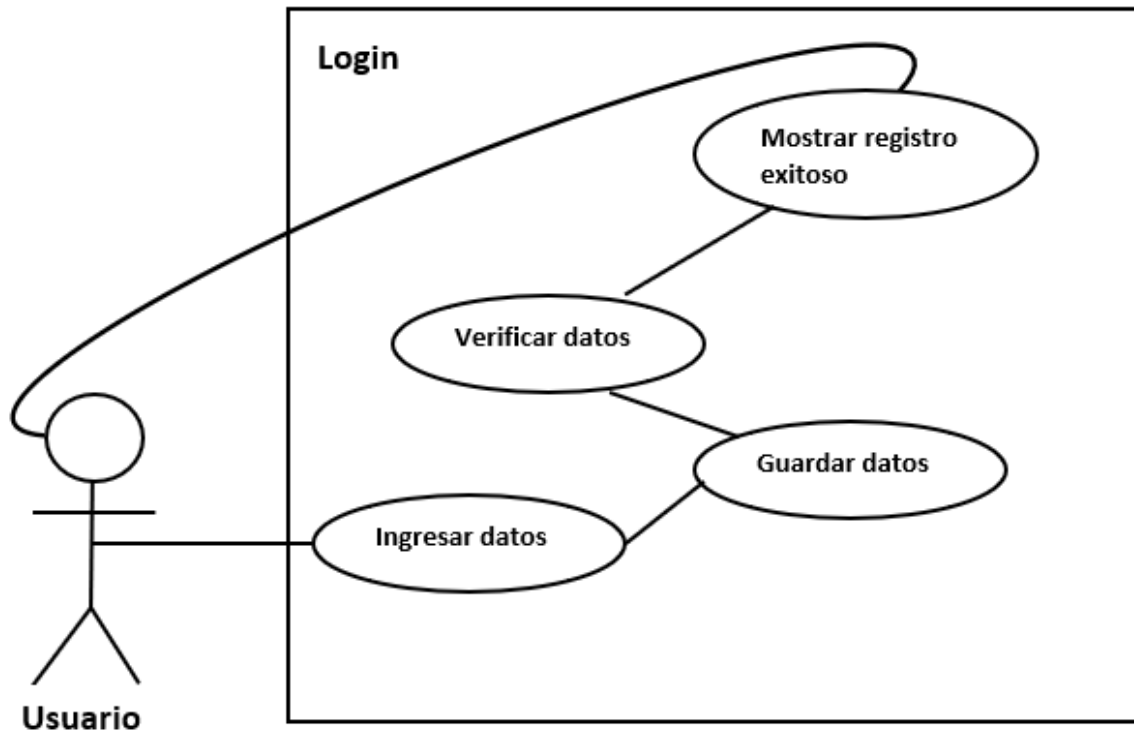 Login
Mostrar registro
exitoso
Verificar datos
Guardar datos
Ingresar datos
Usuario